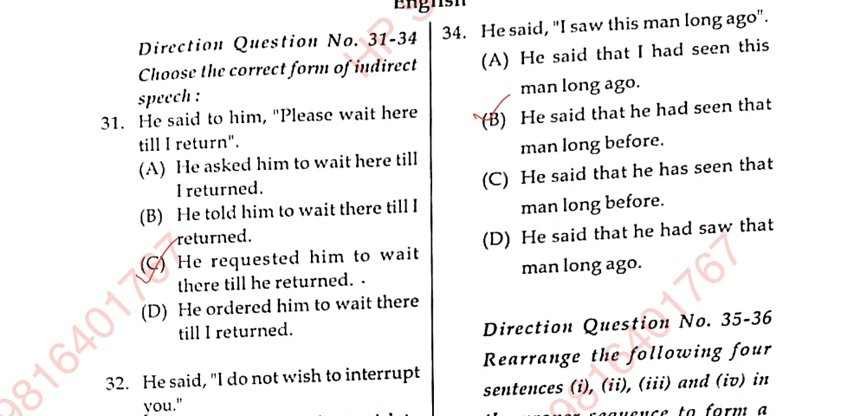 English
Direction Question No. 31-34
Choose the correct form of indirect
speech :
31. He said to him, "Please wait here
till I return".
(A) He asked him to wait here till
I returned.
(B) He told him to wait there till I
returned.
(C) He requested him to wait
there till he returned.
(D) He ordered him to wait there
till I returned.
32. He said, "I do not wish to interrupt
you."
34. He said, "I saw this man long ago".
(A) He said that I had seen this
man long ago.
(B) He said that he had seen that
man long before.
(C) He said that he has seen that
man long before.
(D) He said that he had saw that
man long ago.
Direction Question No. 35-36
Rearrange the following four
sentences (i), (ii), (iii) and (iv) in
sequence to form a
HP
9816401767
9816401767